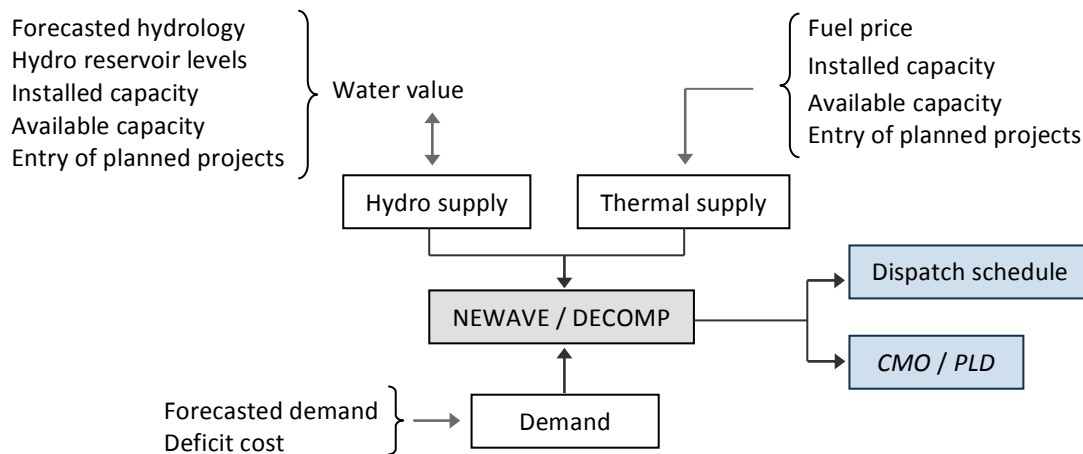 Forecasted hydrology
Hydro reservoir levels
Installed capacity
Available capacity
Entry of planned projects
Water value
Fuel price
Installed capacity
Available capacity
Entry of planned projects
Hydro supply
Thermal supply
NEWAVE / DECOMP
Dispatch schedule
CMO / PLD
Forecasted demand
Deficit cost
Demand